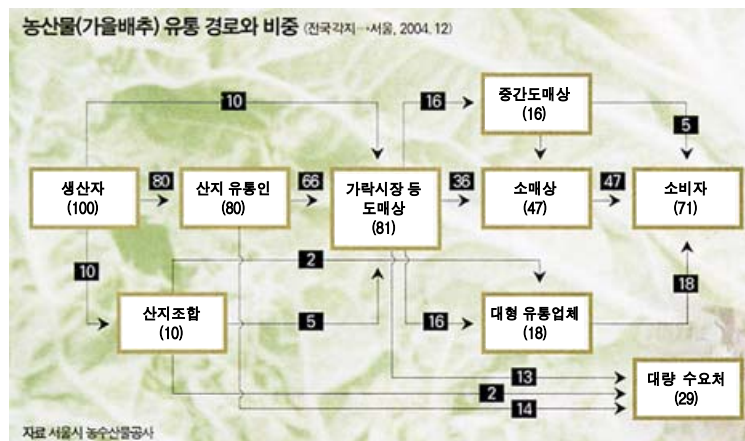 농산물(가을배추) 유통 경로와 비중 (전국각지→서울, 2004. 12)
10
16
중간도매상
(16)
5
생산자
(100)
80
산지 유통인
(80)
66
가락시장 등
도매상
(81)
36
소매상
(47)
47
소비자
(71)
10
2
18
산지조합
(10)
5
16
대형 유통업체
(18)
13
2
14
대량 수요처
(29)
자료 서울시 농수산물공사